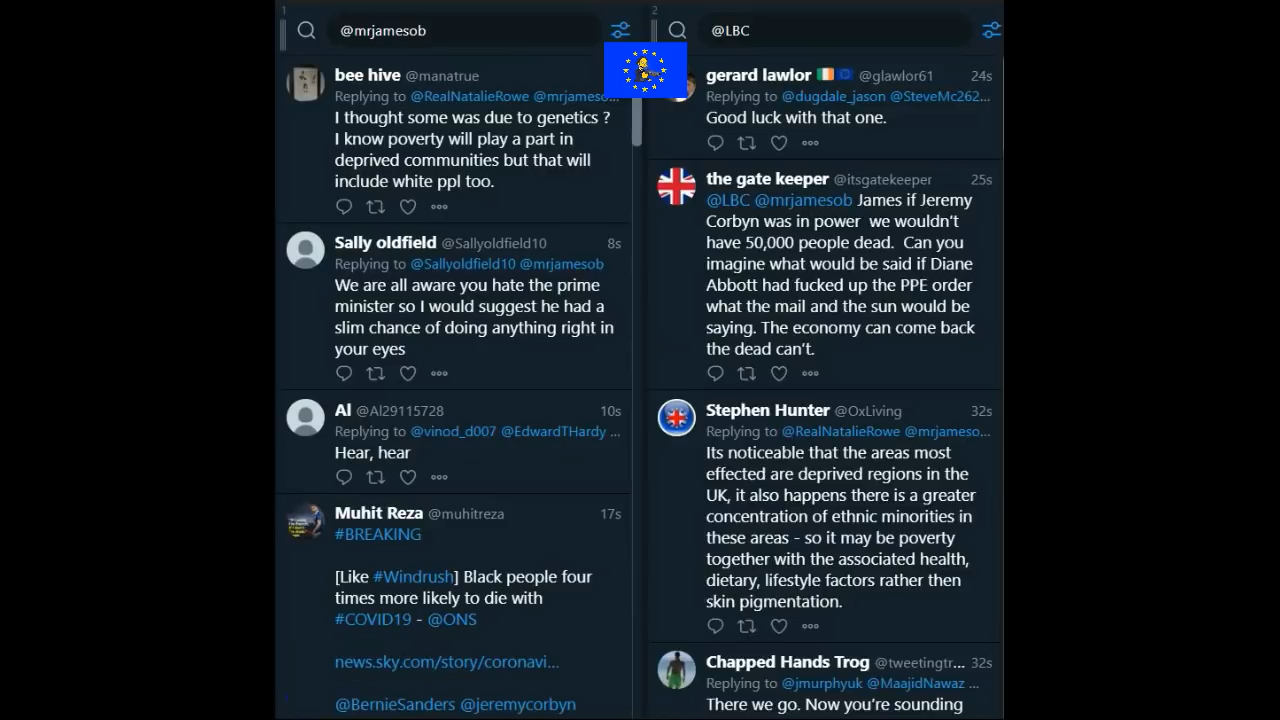 1
@mrjamesob
bee hive @manatrue
Replying to @RealNatalieRowe @mrjameso...
I thought some was due to genetics ?
I know poverty will play a part in
deprived communities but that will
include white ppl too.
Sally oldfield @Sallyoldfield10 8s
Replying to @Sallyoldfield10 @mrjamesob
We are all aware you hate the prime
minister so I would suggest he had a
slim chance of doing anything right in
your eyes
Al @Al29115728 10s
Replying to @vinod_d007 @EdwardTHardy ...
Hear, hear
Muhit Reza @muhitreza 17s
#BREAKING
[Like #Windrush] Black people four
times more likely to die with
#COVID19 - @ONS
news.sky.com/story/coronavi...
@BernieSanders @jeremycorbyn
2
@LBC
gerard lawlor @glawlor61 24s
Replying to @dugdale_jason @SteveMc262...
Good luck with that one.
the gate keeper @itsgatekeeper 25s
@LBC @mrjamesob James if Jeremy
Corbyn was in power we wouldn't
have 50,000 people dead. Can you
imagine what would be said if Diane
Abbott had fucked up the PPE order
what the mail and the sun would be
saying. The economy can come back
the dead can't.
Stephen Hunter @OxLiving 32s
Replying to @RealNatalieRowe @mrjameso...
Its noticeable that the areas most
effected are deprived regions in the
UK, it also happens there is a greater
concentration of ethnic minorities in
these areas - so it may be poverty
together with the associated health,
dietary, lifestyle factors rather then
skin pigmentation.
Chapped Hands Trog @tweetingtr... 32s
Replying to @jmurphyuk @MaajidNawaz ...
There we go. Now you're sounding